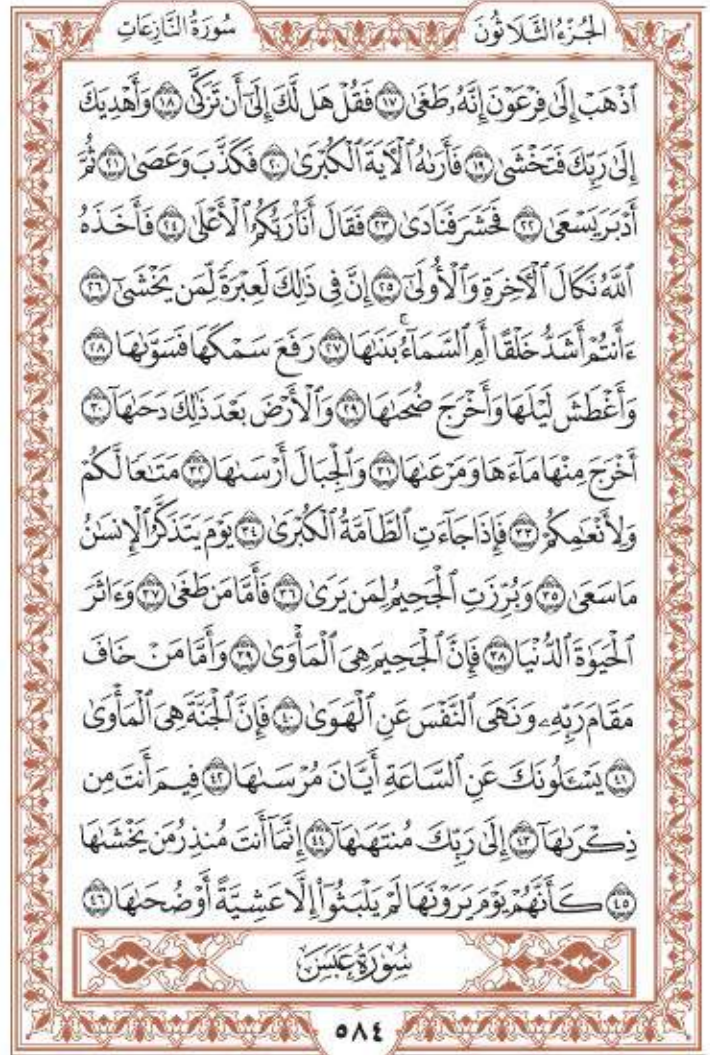 سُورَةُ النَّازِعَاتِ
الجُزْءُ الثَّلَاثُونَ
ٱذْهَبْ إِلَىٰ فِرْعَوْنَ إِنَّهُۥ طَغَىٰ ١٧ فَقُلْ هَل لَّكَ إِلَىٰٓ أَن تَزَكَّىٰ ١٨ وَأَهْدِيَكَ
إِلَىٰ رَبِّكَ فَتَخْشَىٰ ١٩ فَأَرَىٰهُ ٱلْـَٔايَةَ ٱلْكُبْرَىٰ ٢٠ فَكَذَّبَ وَعَصَىٰ ٢١ ثُمَّ
أَدْبَرَ يَسْعَىٰ ٢٢ فَحَشَرَ فَنَادَىٰ ٢٣ فَقَالَ أَنَا۠ رَبُّكُمُ ٱلْأَعْلَىٰ ٢٤ فَأَخَذَهُ
ٱللَّهُ نَكَالَ ٱلْـَٔاخِرَةِ وَٱلْأُولَىٰٓ ٢٥ إِنَّ فِى ذَٰلِكَ لَعِبْرَةً لِّمَن يَخْشَىٰٓ ٢٦
ءَأَنتُمْ أَشَدُّ خَلْقًا أَمِ ٱلسَّمَآءُ ۚ بَنَىٰهَا ٢٧ رَفَعَ سَمْكَهَا فَسَوَّىٰهَا ٢٨
وَأَغْطَشَ لَيْلَهَا وَأَخْرَجَ ضُحَىٰهَا ٢٩ وَٱلْأَرْضَ بَعْدَ ذَٰلِكَ دَحَىٰهَآ ٣٠
أَخْرَجَ مِنْهَا مَآءَهَا وَمَرْعَىٰهَا ٣١ وَٱلْجِبَالَ أَرْسَىٰهَا ٣٢ مَتَـٰعًا لَّكُمْ
وَلِأَنْعَـٰمِكُمْ ٣٣ فَإِذَا جَآءَتِ ٱلطَّآمَّةُ ٱلْكُبْرَىٰ ٣٤ يَوْمَ يَتَذَكَّرُ ٱلْإِنسَـٰنُ
مَا سَعَىٰ ٣٥ وَبُرِّزَتِ ٱلْجَحِيمُ لِمَن يَرَىٰ ٣٦ فَأَمَّا مَن طَغَىٰ ٣٧ وَءَاثَرَ
ٱلْحَيَوٰةَ ٱلدُّنْيَا ٣٨ فَإِنَّ ٱلْجَحِيمَ هِىَ ٱلْمَأْوَىٰ ٣٩ وَأَمَّا مَنْ خَافَ
مَقَامَ رَبِّهِۦ وَنَهَى ٱلنَّفْسَ عَنِ ٱلْهَوَىٰ ٤٠ فَإِنَّ ٱلْجَنَّةَ هِىَ ٱلْمَأْوَىٰ
٤١ يَسْـَٔلُونَكَ عَنِ ٱلسَّاعَةِ أَيَّانَ مُرْسَىٰهَا ٤٢ فِيمَ أَنتَ مِن
ذِكْرَىٰهَآ ٤٣ إِلَىٰ رَبِّكَ مُنتَهَىٰهَآ ٤٤ إِنَّمَآ أَنتَ مُنذِرُ مَن يَخْشَىٰهَا
٤٥ كَأَنَّهُمْ يَوْمَ يَرَوْنَهَا لَمْ يَلْبَثُوٓا۟ إِلَّا عَشِيَّةً أَوْ ضُحَىٰهَا ٤٦
سُورَةُ عَبَسَ
٥٨٤